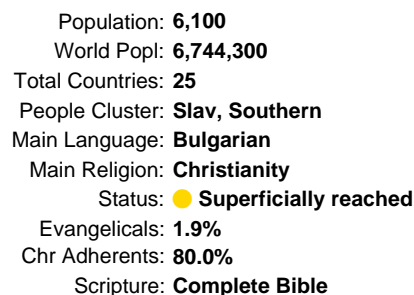 Population: 6,100
World Popl: 6,744,300
Total Countries: 25
People Cluster: Slav, Southern
Main Language: Bulgarian
Main Religion: Christianity
Status: Superficially reached
Evangelicals: 1.9%
Chr Adherents: 80.0%
Scripture: Complete Bible